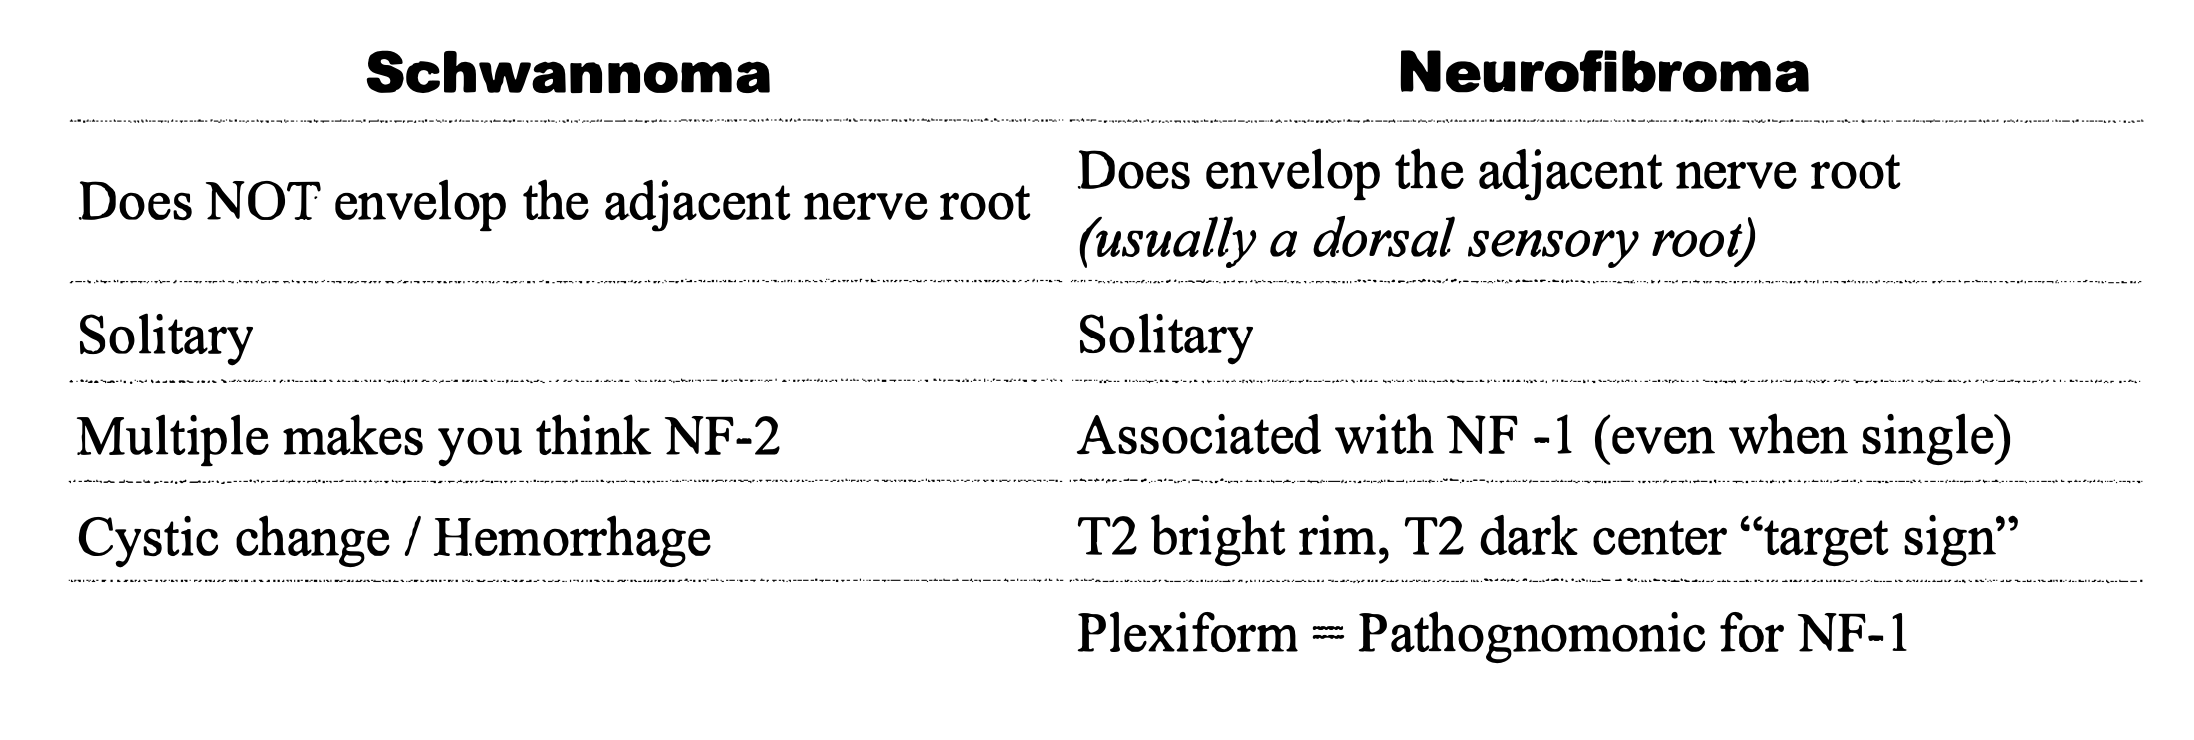 Schwannoma Neurofibroma
Does NOT envelop the adjacent nerve root Does envelop the adjacent nerve root
(usually a dorsal sensory root)
Solitary Solitary
Multiple makes you think NF-2 Associated with NF -1 (even when single)
Cystic change / Hemorrhage T2 bright rim, T2 dark center “target sign”
Plexiform = Pathognomonic for NF-1